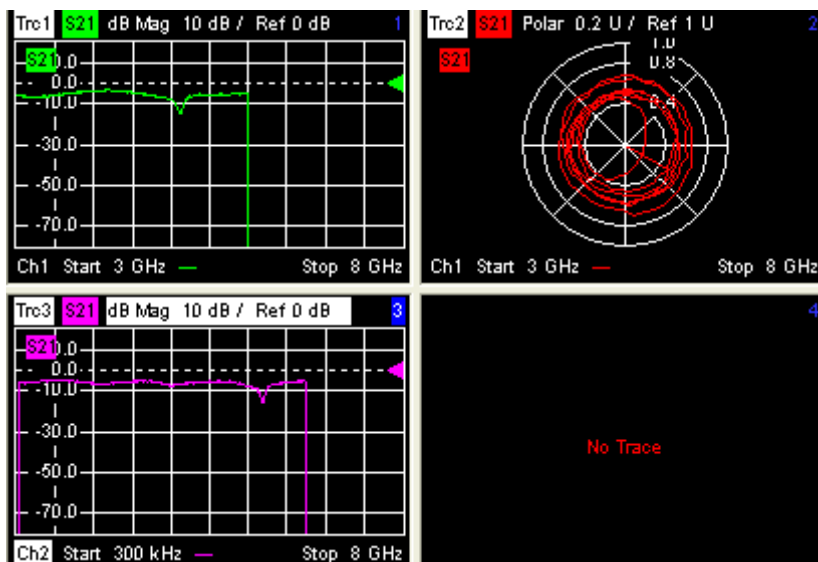 Trc1 S21 dB Mag 10 dB / Ref 0 dB 1
S21
0.0
-10.0
-30.0
-50.0
-70.0
Ch1 Start 3 GHz — Stop 8 GHz
Trc2 S21 Polar 0.2 U / Ref 1 U 2
S21
1.0
0.8
0.4
Ch1 Start 3 GHz — Stop 8 GHz
Trc3 S21 dB Mag 10 dB / Ref 0 dB 3
S21
0.0
-10.0
-30.0
-50.0
-70.0
Ch2 Start 300 kHz — Stop 8 GHz
4
No Trace